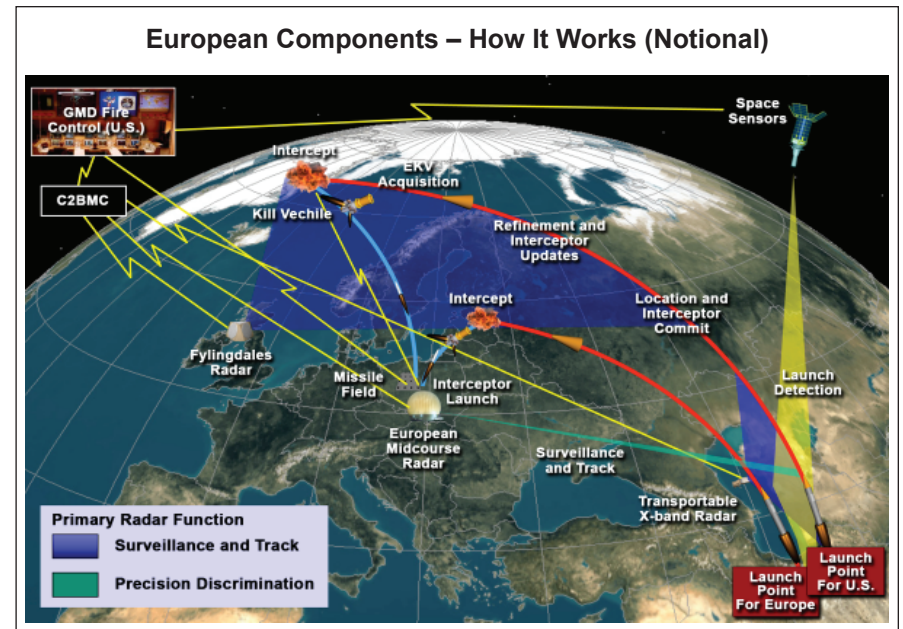 European Components – How It Works (Notional)
GMD Fire
Control (U.S.)
Space
Sensors
Intercept
EKV
Acquisition
C2BMC
Kill Vechile
Refinement and
Interceptor
Updates
Intercept
Location and
Interceptor
Commit
Fylingdales
Radar
Missile
Field
Interceptor
Launch
Launch
Detection
European
Midcourse
Radar
Surveillance
and Track
Transportable
X-band Radar
Primary Radar Function
Surveillance and Track
Precision Discrimination
Launch
Point
For Europe
Launch
Point
For U.S.